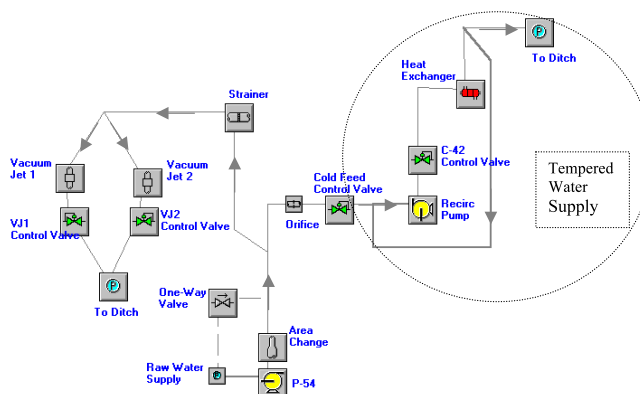 To Ditch
Heat
Exchanger
Strainer
C-42
Control Valve
Vacuum
Jet 1
Vacuum
Jet 2
Cold Feed
Control Valve
Tempered
Water
Supply
Recirc
Pump
VJ1
Control Valve
VJ2
Control Valve
Orifice
To Ditch
One-Way
Valve
Area
Change
Raw Water
Supply
P-54
P
P
P